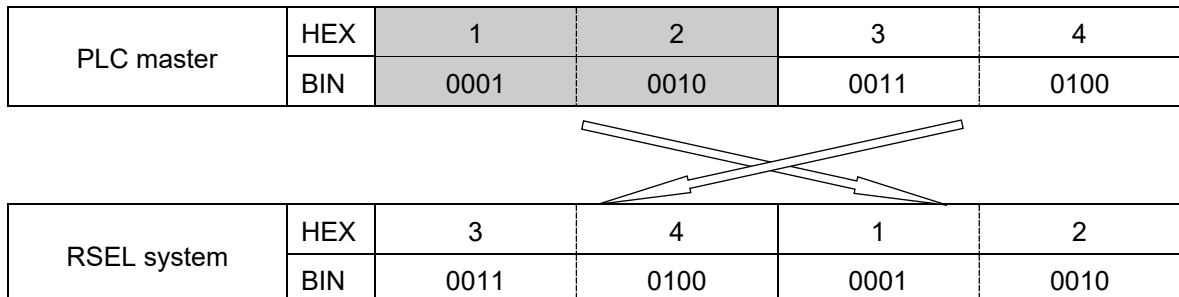 PLC master HEX 1 2 3 4
BIN 0001 0010 0011 0100
RSEL system HEX 3 4 1 2
BIN 0011 0100 0001 0010